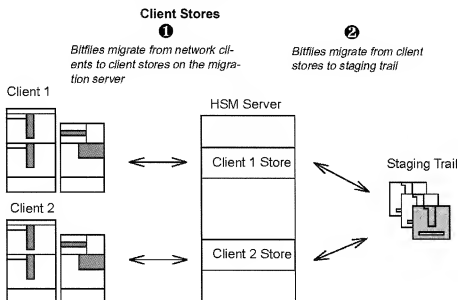 Client Stores
❶
Bitfiles migrate from network cli-
ents to client stores on the migra-
tion server
❷
Bitfiles migrate from client
stores to staging trail
Client 1
HSM Server
Client 1 Store
Staging Trail
Client 2
Client 2 Store